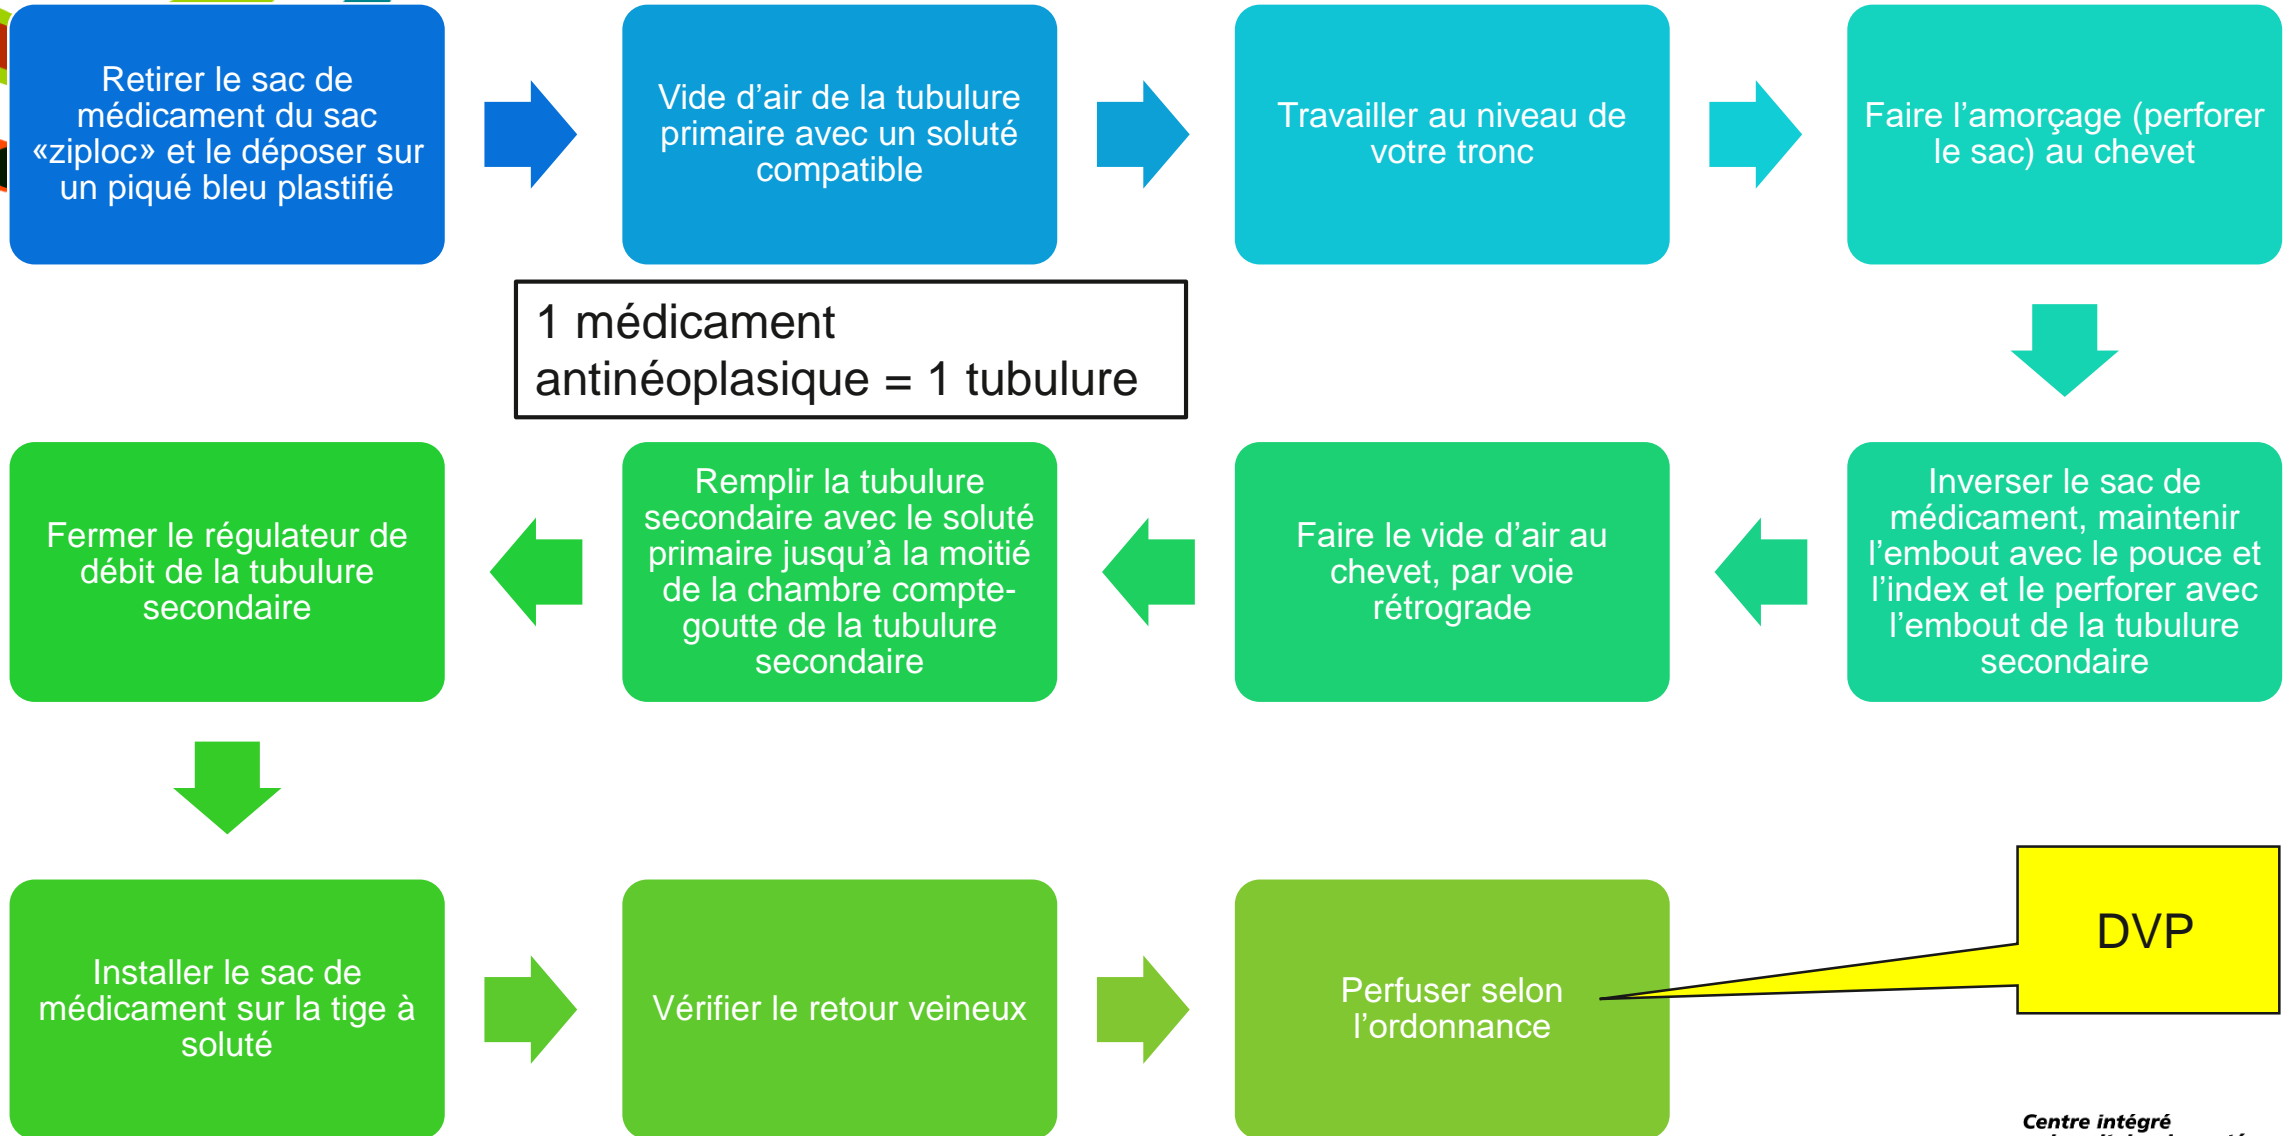 Retirer le sac de
médicament du sac
«ziploc» et le déposer sur
un piqué bleu plastifié
Vide d'air de la tubulure
primaire avec un soluté
compatible
Travailler au niveau de
votre tronc
Faire l'amorçage (perforer
le sac) au chevet
1 médicament
antinéoplasique = 1 tubulure
Inverser le sac de
médicament, maintenir
l'embout avec le pouce et
l'index et le perforer avec
l'embout de la tubulure
secondaire
Faire le vide d'air au
chevet, par voie
rétrograde
Remplir la tubulure
secondaire avec le soluté
primaire jusqu'à la moitié
de la chambre compte-
goutte de la tubulure
secondaire
Fermer le régulateur de
débit de la tubulure
secondaire
Installer le sac de
médicament sur la tige à
soluté
Vérifier le retour veineux
Perfuser selon
l'ordonnance
DVP
Centre intégré